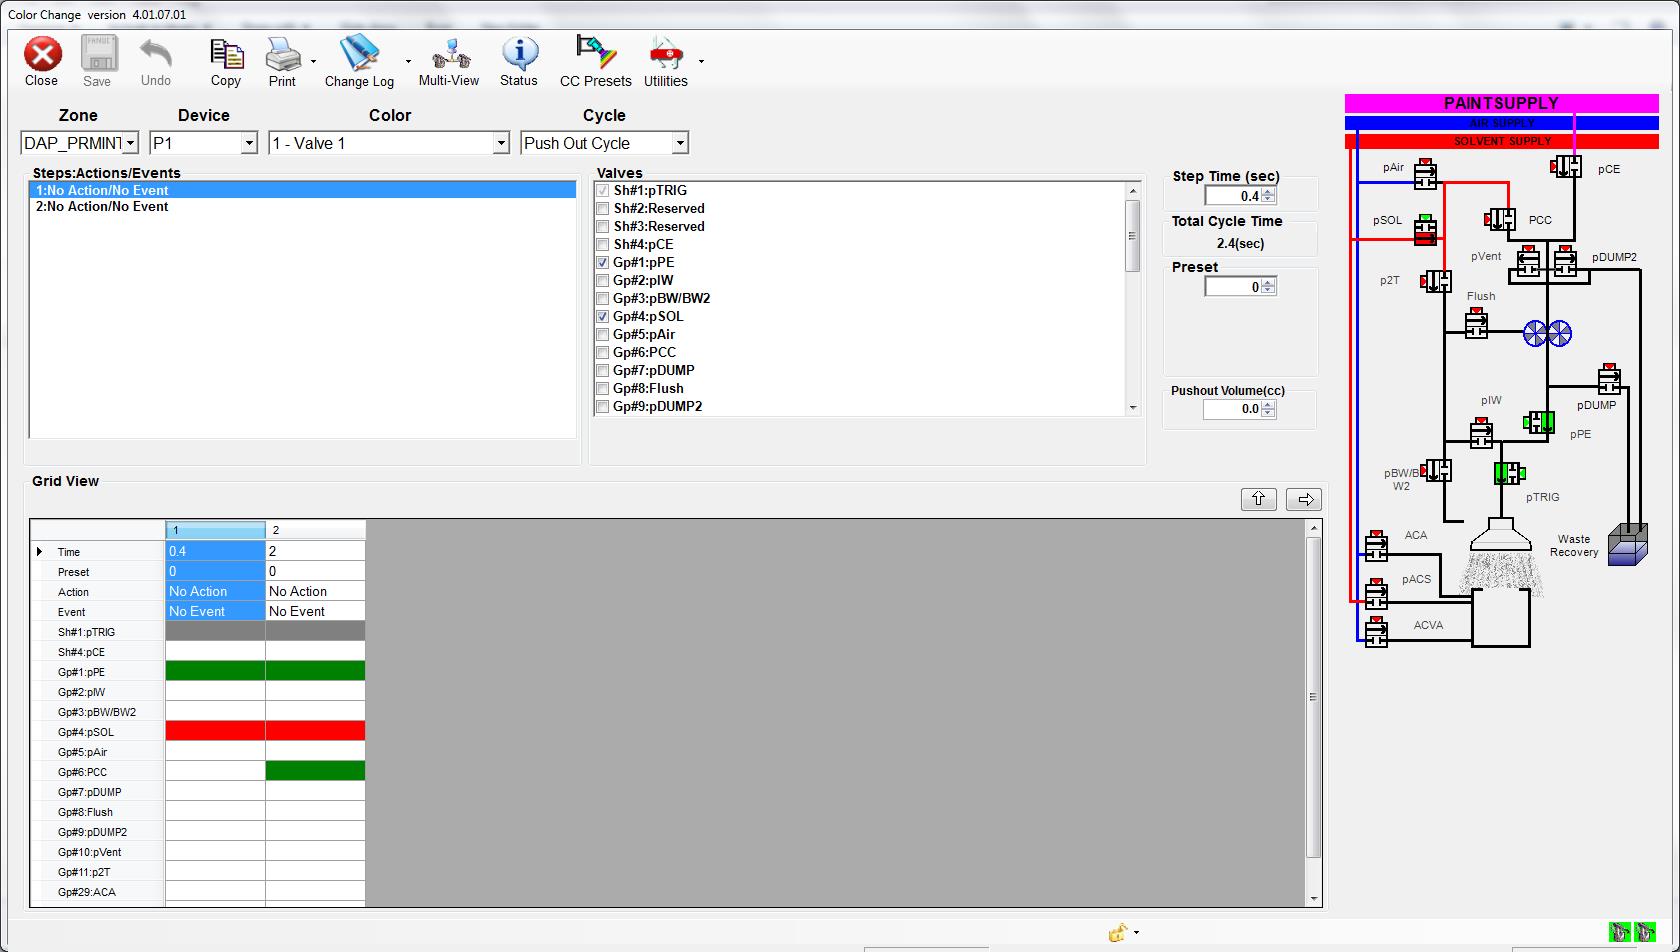 Color Change version 4.01.07.01
Close
FANUC
Save
Undo
Copy
Print
Change Log
Multi-View
Status
CC Presets
Utilities
Zone
Device
Color
Cycle
DAP_PRMINT
P1
1 - Valve 1
Push Out Cycle
Steps:Actions/Events
1:No Action/No Event
2:No Action/No Event
Valves
Sh#1:pTRIG
Sh#2:Reserved
Sh#3:Reserved
Sh#4:pCE
Gp#1:pPE
Gp#2:pIW
Gp#3:pBW/BW2
Gp#4:pSOL
Gp#5:pAir
Gp#6:PCC
Gp#7:pDUMP
Gp#8:Flush
Gp#9:pDUMP2
Step Time (sec)
0.4
Total Cycle Time
2.4(sec)
Preset
0
Pushout Volume(cc)
0.0
Grid View
1 2
Time 0.4 2
Preset 0 0
Action No Action No Action
Event No Event No Event
Sh#1:pTRIG
Sh#4:pCE
Gp#1:pPE
Gp#2:pIW
Gp#3:pBW/BW2
Gp#4:pSOL
Gp#5:pAir
Gp#6:PCC
Gp#7:pDUMP
Gp#8:Flush
Gp#9:pDUMP2
Gp#10:pVent
Gp#11:p2T
Gp#29:ACA
PAINTSUPPLY
AIR SUPPLY
SOLVENT SUPPLY
pAir
pCE
pSOL
PCC
pVent
pDUMP2
p2T
Flush
pIW
pDUMP
pPE
pBW/B
W2
pTRIG
ACA
Waste
Recovery
pACS
ACVA